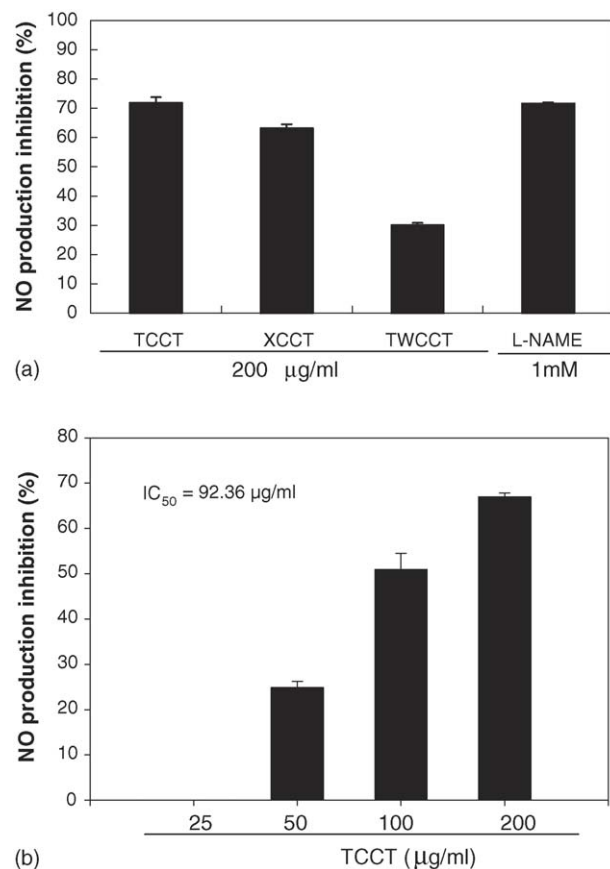 NO production inhibition (%)
100
90
80
70
60
50
40
30
20
10
0
TCCT XCCT TWCCT L-NAME
200 μg/ml 1mM
(a)
NO production inhibition (%)
80
70
60
50
40
30
20
10
0
IC50 = 92.36 μg/ml
25 50 100 200
TCCT (μg/ml)
(b)